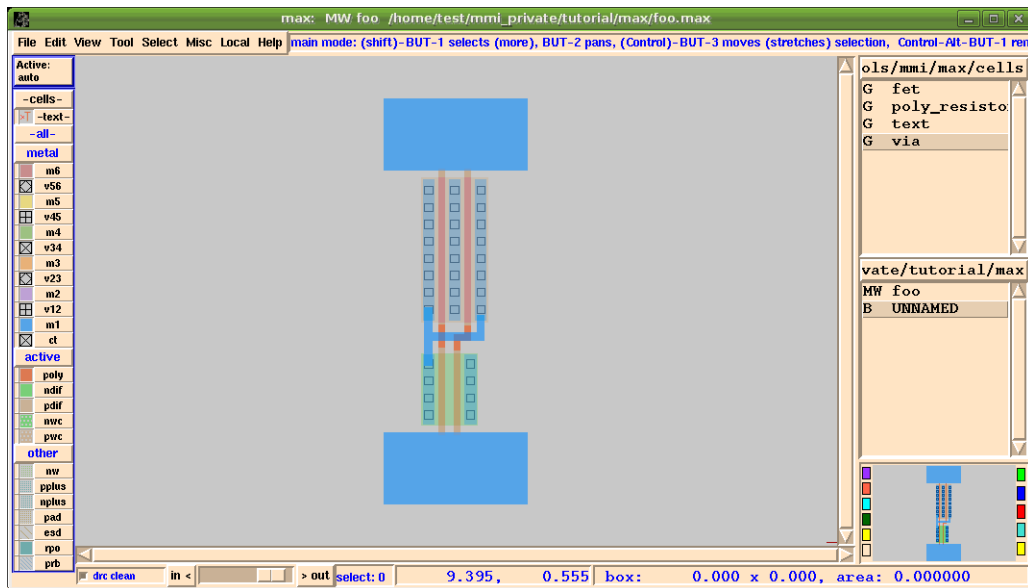 max: MW foo /home/test/mmi_private/tutorial/max/foo.max
File Edit View Tool Select Misc Local Help
main mode: (shift)-BUT-1 selects (more), BUT-2 pans, (Control)-BUT-3 moves (stretches) selection, Control-Alt-BUT-1 ren
Active:
auto
-cells-
-text-
-all-
metal
m6
v56
m5
v45
m4
v34
m3
v23
m2
v12
m1
ct
active
poly
ndif
pdif
nwc
pwc
other
nw
pplus
nplus
pad
esd
rpo
prb
ols/mmi/max/cells
G fet
G poly_resisto
G text
G via
vate/tutorial/max
MW foo
B UNNAMED
drc clean
in <
> out
select: 0
9.395, 0.555
box: 0.000 x 0.000, area: 0.000000